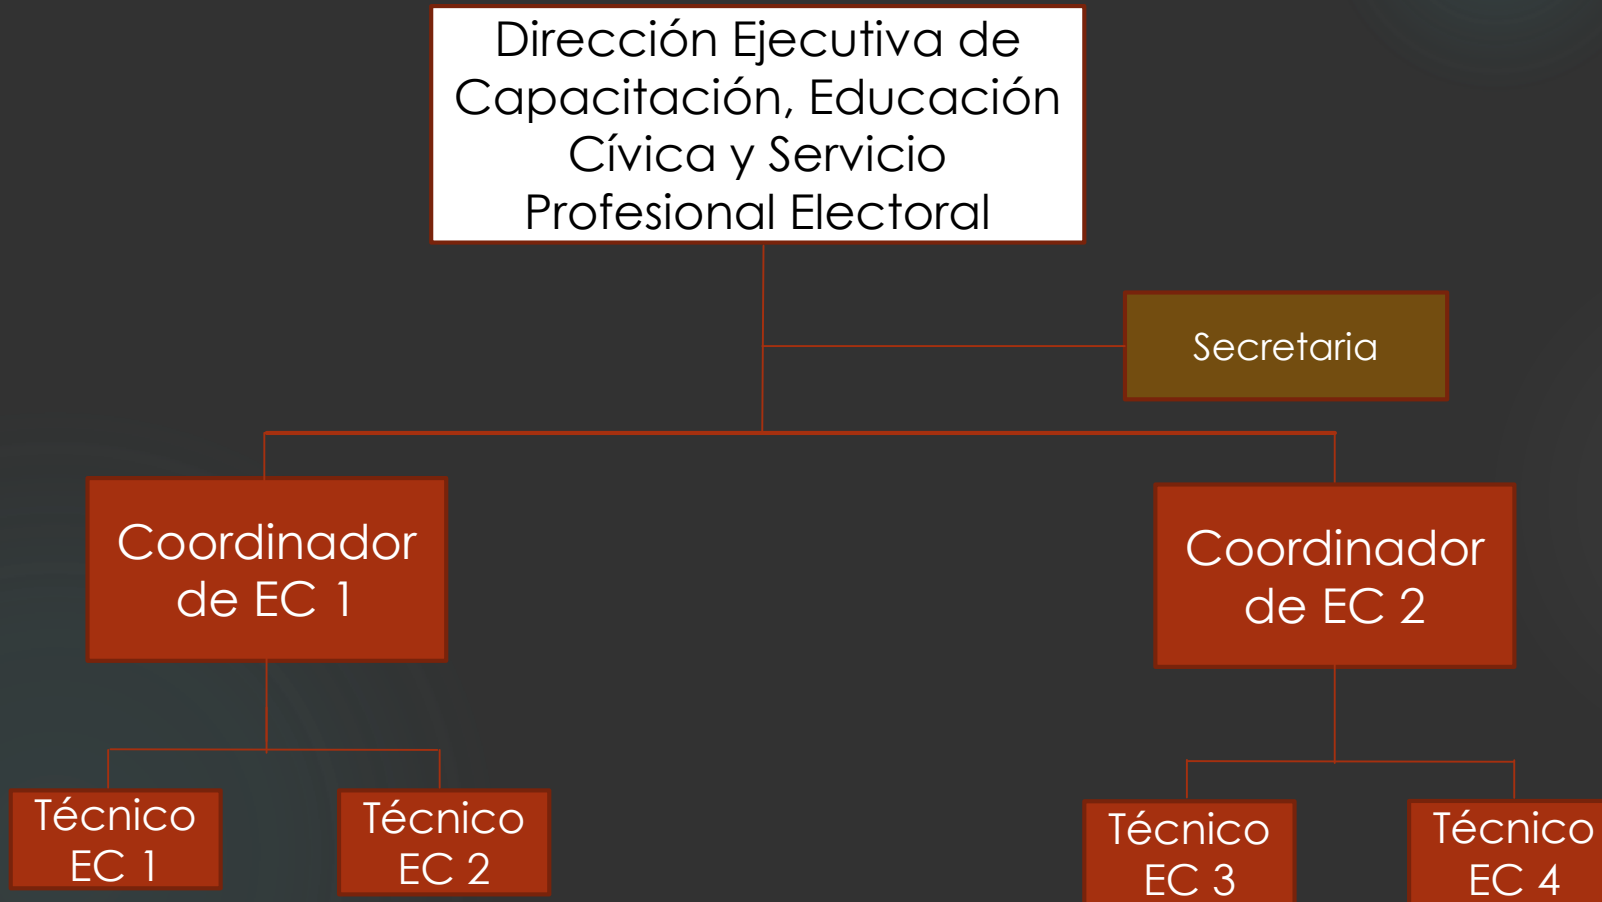 Dirección Ejecutiva de
Capacitación, Educación
Cívica y Servicio
Profesional Electoral
Secretaria
Coordinador
de EC 1
Coordinador
de EC 2
Técnico
EC 1
Técnico
EC 2
Técnico
EC 3
Técnico
EC 4